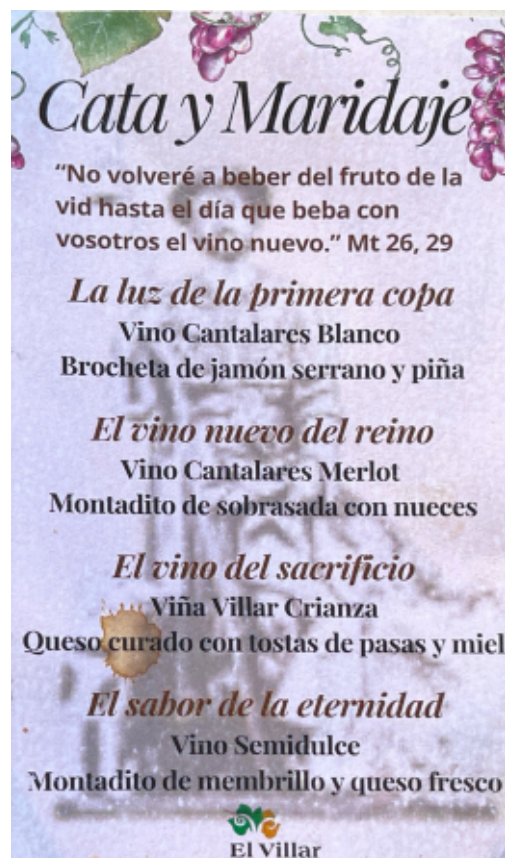 Cata y Maridaje
“No volveré a beber del fruto de la
vid hasta el día que beba con
vosotros el vino nuevo.” Mt 26, 29
La luz de la primera copa
Vino Cantalares Blanco
Brocheta de jamón serrano y piña
El vino nuevo del reino
Vino Cantalares Merlot
Montadito de sobrasada con nueces
El vino del sacrificio
Viña Villar Crianza
Queso curado con tostas de pasas y miel
El sabor de la eternidad
Vino Semidulce
Montadito de membrillo y queso fresco
El Villar